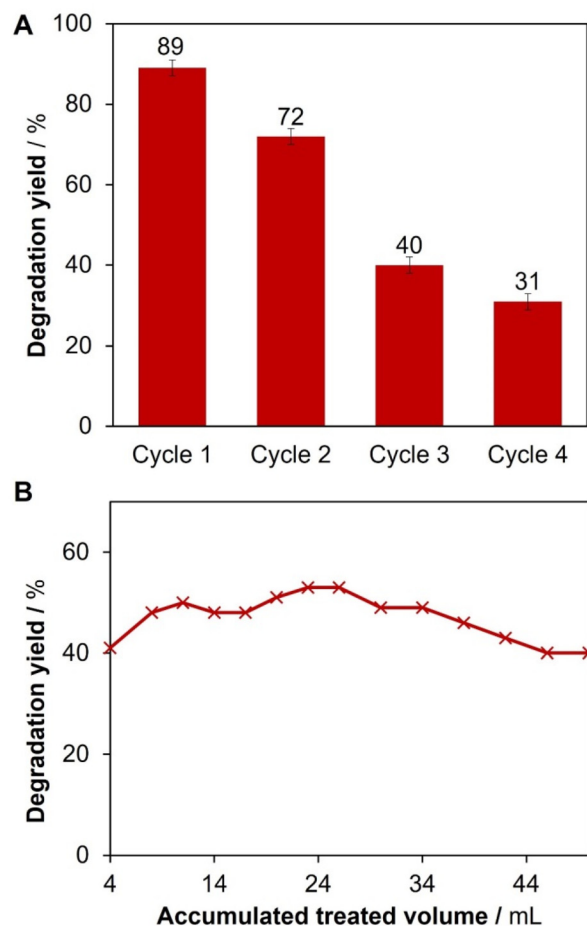 A
Degradation yield / %
100
80
60
40
20
0
89
72
40
31
Cycle 1 Cycle 2 Cycle 3 Cycle 4
B
Degradation yield / %
60
40
20
0
4 14 24 34 44
Accumulated treated volume / mL